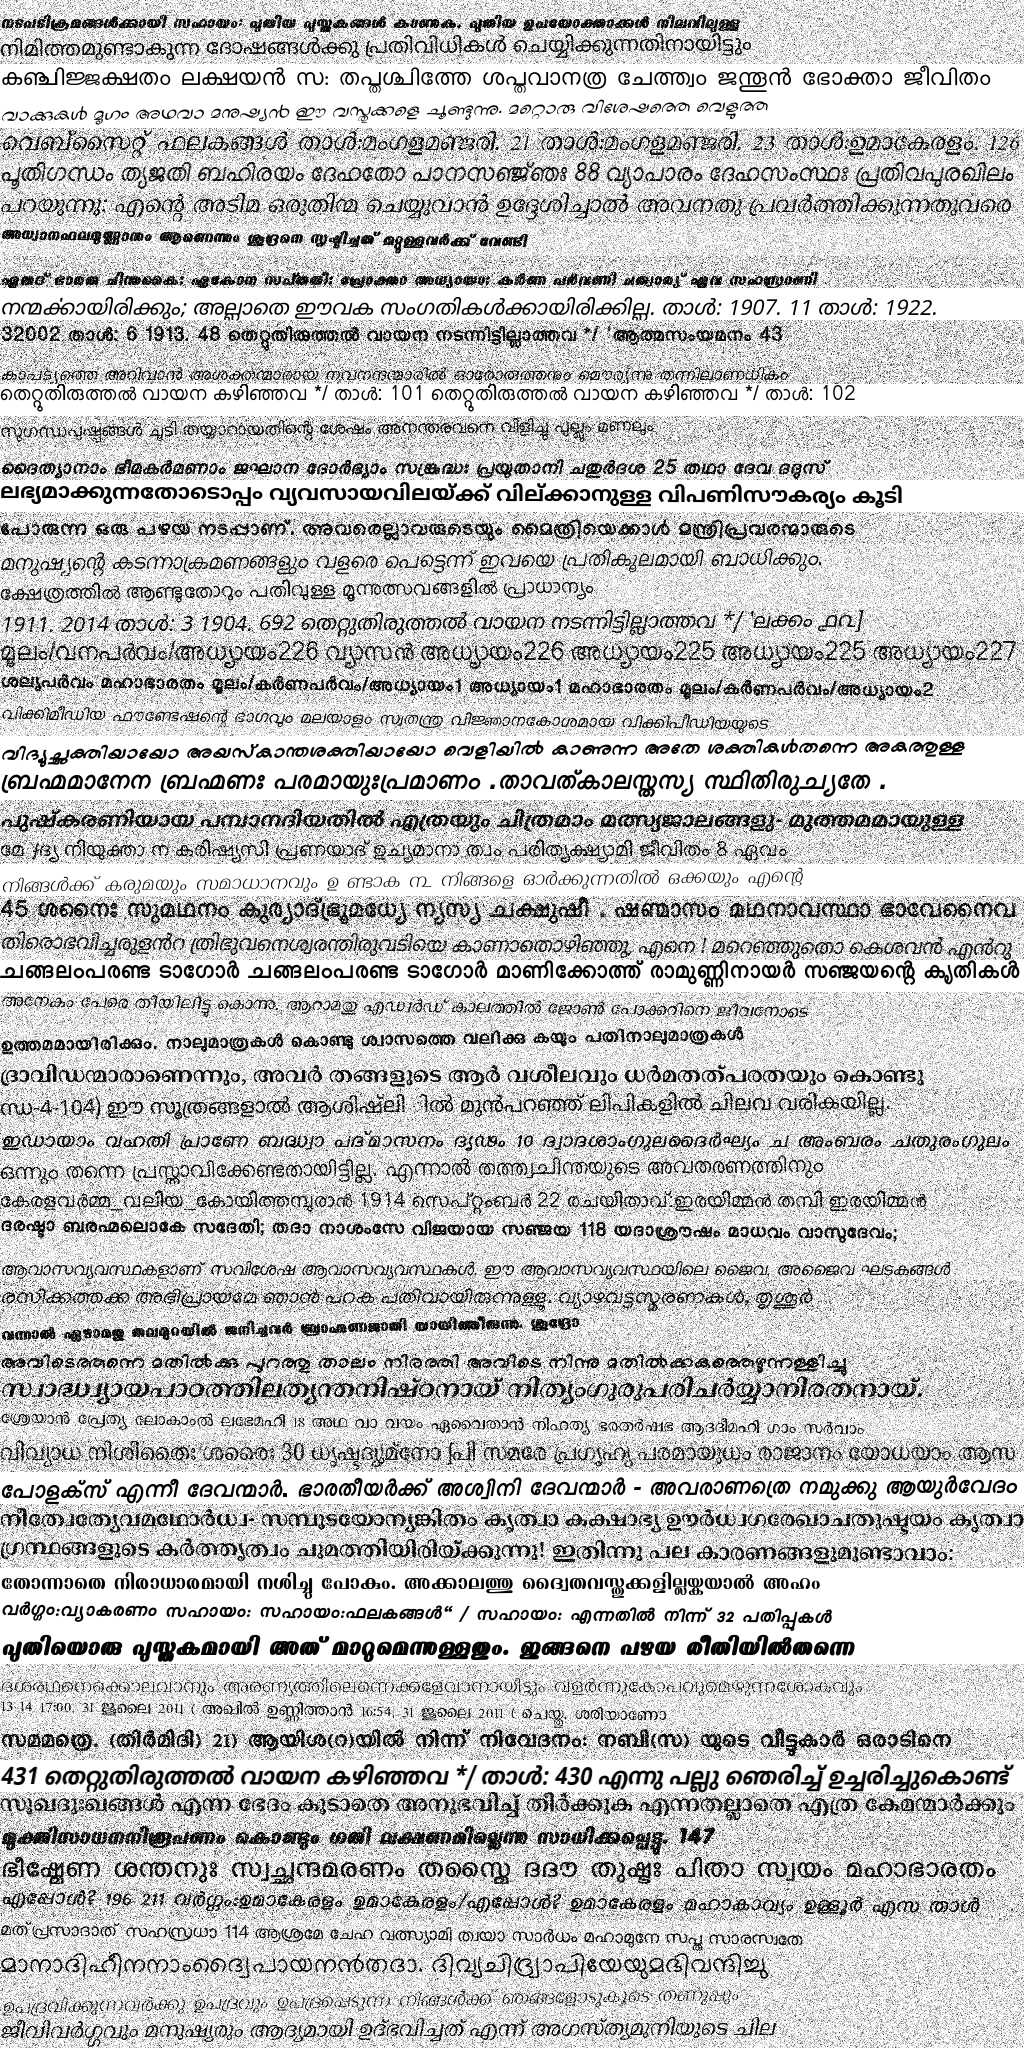 നടപടിക്രമങ്ങൾക്കായി സഹായം: പുതിയ പുസ്തകങ്ങൾ കാണുക. പുതിയ ഉപയോക്താക്കൾ നിലവിലുള്ള
നിമിത്തമുണ്ടാകുന്ന ദോഷങ്ങൾക്കു പ്രതിവിധികൾ ചെയ്യിക്കുന്നതിനായിട്ടും
കഞ്ചിജ്ജക്ഷതം ലക്ഷയൻ സ: തപ്തശ്ചിത്തേ ശപ്തവാനത്ര ചേത്ത്വം ജന്തൂൻ ഭോക്താ ജീവിതം
വാക്കുകൾ മൃഗം അഥവാ മനുഷ്യൻ ഈ വസ്തുക്കളെ ചൂണ്ടുന്നു. മറ്റൊരു വിശേഷത്തെ വെളുത്ത
വെബ്സൈറ്റ് ഫലകങ്ങൾ താൾ:മംഗളമഞ്ജരി. 21 താൾ:മംഗളമഞ്ജരി. 23 താൾ:ഉമാകേരളം. 126
പൂതിഗന്ധം ത്യജതി ബഹിരയം ദേഹതോ പാനസഞ്ജ്ഞഃ 88 വ്യാപാരം ദേഹസംസ്ഥഃ പ്രതിവപുരഖിലം
പറയുന്നു: എന്റെ അടിമ ഒരുതിന്മ ചെയ്യുവാൻ ഉദ്ദേശിച്ചാൽ അവനതു പ്രവർത്തിക്കുന്നതുവരെ
അധ്വാനഫലമുണ്ണാനും ആണെന്നും ശൂദ്രനെ സൃഷ്ടിച്ചത് മറ്റുള്ളവർക്ക് വേണ്ടി
ഏതദ് ഭാരത ചിന്തകൈ: ഏകോന സപ്തതി: പ്രോക്താ അധ്യായാ: കർണ പർവണി ചത്വാര്യ് ഏവ സഹസ്രാണി
നന്മക്കായിരിക്കും; അല്ലാതെ ഈവക സംഗതികൾക്കായിരിക്കില്ല. താൾ: 1907. 11 താൾ: 1922.
32002 താൾ: 6 1913. 48 തെറ്റുതിരുത്തൽ വായന നടന്നിട്ടില്ലാത്തവ */ 'ആത്മസംയമനം 43
കാപട്യത്തെ അറിവാൻ അശക്തന്മാരായ നവനന്ദന്മാരിൽ ഓരോരുത്തനും മൌര്യന്നു തന്നിലാണധികം
തെറ്റുതിരുത്തൽ വായന കഴിഞ്ഞവ */ താൾ: 101 തെറ്റുതിരുത്തൽ വായന കഴിഞ്ഞവ */ താൾ: 102
സുഗന്ധപുഷ്പങ്ങൾ ചൂടി തയ്യാറായതിന്റെ ശേഷം അനന്തരവനെ വിളിച്ചു പുല്ലും മണലും
ദൈത്യാനാം ഭീമകർമണാം ജഘാന ദോർഭ്യാം സങ്ക്രുദ്ധഃ പ്രയുതാനി ചതുർദശ 25 തഥാ ദേവ ദദൃസ്
ലഭ്യമാക്കുന്നതോടൊപ്പം വ്യവസായവിലയ്ക്ക് വില്ക്കാനുള്ള വിപണിസൗകര്യം കൂടി
പോരുന്ന ഒരു പഴയ നടപ്പാണ്. അവരെല്ലാവരുടെയും മൈത്രിയെക്കാൾ മന്ത്രിപ്രവരന്മാരുടെ
മനുഷ്യന്റെ കടന്നാക്രമണങ്ങളും വളരെ പെട്ടെന്ന് ഇവയെ പ്രതികൂലമായി ബാധിക്കും.
ക്ഷേത്രത്തിൽ ആണ്ടുതോറും പതിവുള്ള മൂന്നുത്സവങ്ങളിൽ പ്രാധാന്യം
1911. 2014 താൾ: 3 1904. 692 തെറ്റുതിരുത്തൽ വായന നടന്നിട്ടില്ലാത്തവ */ 'ലക്കം ൧൨]
മൂലം/വനപർവം/അധ്യായം226 വ്യാസൻ അധ്യായം226 അധ്യായം225 അധ്യായം225 അധ്യായം227
ശല്യപർവം മഹാഭാരതം മൂലം/കർണപർവം/അധ്യായം1 അധ്യായം1 മഹാഭാരതം മൂലം/കർണപർവം/അധ്യായം2
വിക്കിമീഡിയ ഫൗണ്ടേഷന്റെ ഭാഗവും മലയാളം സ്വതന്ത്ര വിജ്ഞാനകോശമായ വിക്കിപീഡിയയുടെ
വിദ്യുച്ഛക്തിയായോ അയസ്കാന്തശക്തിയായോ വെളിയിൽ കാണുന്ന അതേ ശക്തികൾതന്നെ അകത്തുള്ള
ബ്രഹ്മമാനേന ബ്രഹ്മണഃ പരമായുഃപ്രമാണം .താവത്കാലസ്തസ്യ സ്ഥിതിരുച്യതേ .
പുഷ്കരണിയായ പമ്പാനദിയതിൽ എത്രയും ചിത്രമാം മത്സ്യജാലങ്ങളു- മുത്തമമായുള്ള
മേ ƒദ്യ നിയുക്താ ന കരിഷ്യസി പ്രണയാദ് ഉച്യമാനാ ത്വം പരിത്യക്ഷ്യാമി ജീവിതം 8 ഏവം
നിങ്ങൾക്ക് കരുമയും സമാധാനവും ഉ ണ്ടാക നു നിങ്ങളെ ഓർക്കുന്നതിൽ ഒക്കയും എന്റെ
45 ശനൈഃ സുമഥനം കുര്യാദ്ഭ്രൂമധ്യേ ന്യസ്യ ചക്ഷുഷീ . ഷണ്മാസം മഥനാവസ്ഥാ ഭാവേനൈവ
തിരൊഭവിച്ചരുളൻറ ത്രിഭുവനെശ്വരന്തിരുവടിയെ കാണാതൊഴിഞ്ഞു, എനെ ! മറെഞ്ഞുതൊ കെശവൻ എൻറു
ചങ്ങലംപരണ്ട ടാഗോർ ചങ്ങലംപരണ്ട ടാഗോർ മാണിക്കോത്ത് രാമുണ്ണിനായർ സഞ്ജയന്റെ കൃതികൾ
അനേകം പേരെ തീയിലിട്ടു കൊന്നു. ആറാമതു എഡ്വർഡ് കാലത്തിൽ ജോൺ പോക്കറിനെ ജീവനോടെ
ഉത്തമമായിരിക്കും. നാലുമാത്രകൾ കൊണ്ടു ശ്വാസത്തെ വലിക്കു കയും പതിനാലുമാത്രകൾ
ദ്രാവിഡന്മാരാണെന്നും, അവർ തങ്ങളുടെ ആർ വശീലവും ധർമതത്പരതയും കൊണ്ടു
ന്ധ-4-104) ഈ സൂത്രങ്ങളാൽ ആശിഷ്ലി ിൽ മുൻപറഞ്ഞ് ലിപികളിൽ ചിലവ വരികയില്ല.
ഇഡായാം വഹതി പ്രാണേ ബദ്ധ്വാ പദ്മാസനം ദൃഢം 10 ദ്വാദശാംഗുലദൈർഘ്യം ച അംബരം ചതുരംഗുലം
ഒന്നും തന്നെ പ്രസ്താവിക്കേണ്ടതായിട്ടില്ല. എന്നാൽ തത്ത്വചിന്തയുടെ അവതരണത്തിനും
കേരളവർമ്മ_വലിയ_കോയിത്തമ്പുരാൻ 1914 സെപ്റ്റംബർ 22 രചയിതാവ്:ഇരയിമ്മൻ തമ്പി ഇരയിമ്മൻ
ദരഷ്ടാ ബരഹ്മലൊകേ സദേതി; തദാ നാശംസേ വിജയായ സഞ്ജയ 118 യദാശ്രൗഷം മാധവം വാസുദേവം;
ആവാസവ്യവസ്ഥകളാണ് സവിശേഷ ആവാസവ്യവസ്ഥകൾ. ഈ ആവാസവ്യവസ്ഥയിലെ ജൈവ, അജൈവ ഘടകങ്ങൾ
രസിക്കത്തക്ക അഭിപ്രായമേ ഞാൻ പറക പതിവായിരുന്നുള്ളൂ. വ്യാഴവട്ടസ്മരണകൾ, തൃശ്ശൂർ
വന്നാൽ ഏഴാമതു തലമുറയിൽ ജനിച്ചവർ ബ്രാഹ്മണജാതി യായിത്തീരുന്നു. ശൂദ്രോ
അവിടെത്തന്നെ മതിൽക്കു പുറത്തു താലം നിരത്തി അവിടെ നിന്നു മതിൽക്കകത്തെഴുന്നള്ളിച്ചു
സ്വാദ്ധ്യായപാഠത്തിലത്യന്തനിഷ്ഠനായ് നിത്യംഗുരുപരിചര്യ്യാനിരതനായ്.
ശ്രേയാൻ പ്രേത്യ ലോകാംൽ ലഭേമഹി 18 അഥ വാ വയം ഏവൈതാൻ നിഹത്യ ഭരതർഷഭ ആദദീമഹി ഗാം സർവാം
വിവ്യാധ നിശിതൈഃ ശരൈഃ 30 ധൃഷ്ടദ്യുമ്നോ ƒപി സമരേ പ്രഗൃഹ്യ പരമായുധം രാജാനം യോധയാം ആസ
പോളക്സ് എന്നീ ദേവന്മാർ. ഭാരതീയർക്ക് അശ്വിനി ദേവന്മാർ - അവരാണത്രെ നമുക്കു ആയുർവേദം
നീത്വേത്യേവമഥോർധ്വ- സമ്പുടയോന്യങ്കിതം കൃത്വാ കക്ഷാഭ്യ ഊർധ്വഗരേഖാചതുഷ്ടയം കൃത്വാ
ഗ്രന്ഥങ്ങളുടെ കർത്തൃത്വം ചുമത്തിയിരിയ്ക്കുന്നു! ഇതിന്നു പല കാരണങ്ങളുമുണ്ടാവാം:
തോന്നാതെ നിരാധാരമായി നശിച്ചു പോകും. അക്കാലത്തു ദ്വൈതവസ്തുക്കളില്ലയ്കയാൽ അഹം
വർഗ്ഗം:വ്യാകരണം സഹായം: സഹായം:ഫലകങ്ങൾ“ / സഹായം: എന്നതിൽ നിന്ന് 32 പതിപ്പുകൾ
പുതിയൊരു പുസ്തകമായി അത് മാറുമെന്നുള്ളതും. ഇങ്ങനെ പഴയ രീതിയിൽതന്നെ
ദശരഥനെക്കൊലവാനും അരണ്യത്തിലെന്നെക്കളേവാനായിട്ടും വളർന്നുകോപവുമെഴുന്നശോകവും
13 14 17:00, 31 ജൂലൈ 2011 ( അഖിൽ ഉണ്ണിത്താൻ 16:54, 31 ജൂലൈ 2011 ( ചെയ്തു. ശരിയാണോ
സമമത്രെ. (തിർമിദി) 21) ആയിശ(റ)യിൽ നിന്ന് നിവേദനം: നബി(സ) യുടെ വീട്ടുകാർ ഒരാടിനെ
431 തെറ്റുതിരുത്തൽ വായന കഴിഞ്ഞവ */ താൾ: 430 എന്നു പല്ലു ഞെരിച്ച് ഉച്ചരിച്ചുകൊണ്ട്
സുഖദുഃഖങ്ങൾ എന്ന ഭേദം കൂടാതെ അനുഭവിച്ച് തീർക്കുക എന്നതല്ലാതെ എത്ര കേമന്മാർക്കും
മുക്തിസാധനനിരൂപണം കൊണ്ടും ഗതി ലക്ഷണമില്ലെന്നു സാധിക്കപ്പെട്ടു. 147
ഭീഷ്മേണ ശന്തനുഃ സ്വച്ഛന്ദമരണം തസ്മൈ ദദൗ തുഷ്ടഃ പിതാ സ്വയം മഹാഭാരതം
എപ്പോൾ? 196 211 വർഗ്ഗം:ഉമാകേരളം ഉമാകേരളം/എപ്പോൾ? ഉമാകേരളം മഹാകാവ്യം ഉള്ളൂർ എസ താൾ
മത്പ്രസാദാത് സഹസ്രധാ 114 ആശ്രമേ ചേഹ വത്സ്യാമി ത്വയാ സാർധം മഹാമുനേ സപ്ത സാരസ്വതേ
മാനാദിഹീനനാംദ്വൈപായനൻതദാ. ദിവ്യചിദ്രൂാപിയേയുമഭിവന്ദിച്ചു
ഉപദ്രവിക്കുന്നവർക്കു ഉപദ്രവും ഉപദ്രപ്പെടുന്ന നിങ്ങൾക്ക് ഞങ്ങളോടുകൂടെ തണുപ്പും
ജീവിവർഗ്ഗവും മനുഷ്യരും ആദ്യമായി ഉദ്ഭവിച്ചത് എന്ന് അഗസ്ത്യമുനിയുടെ ചില